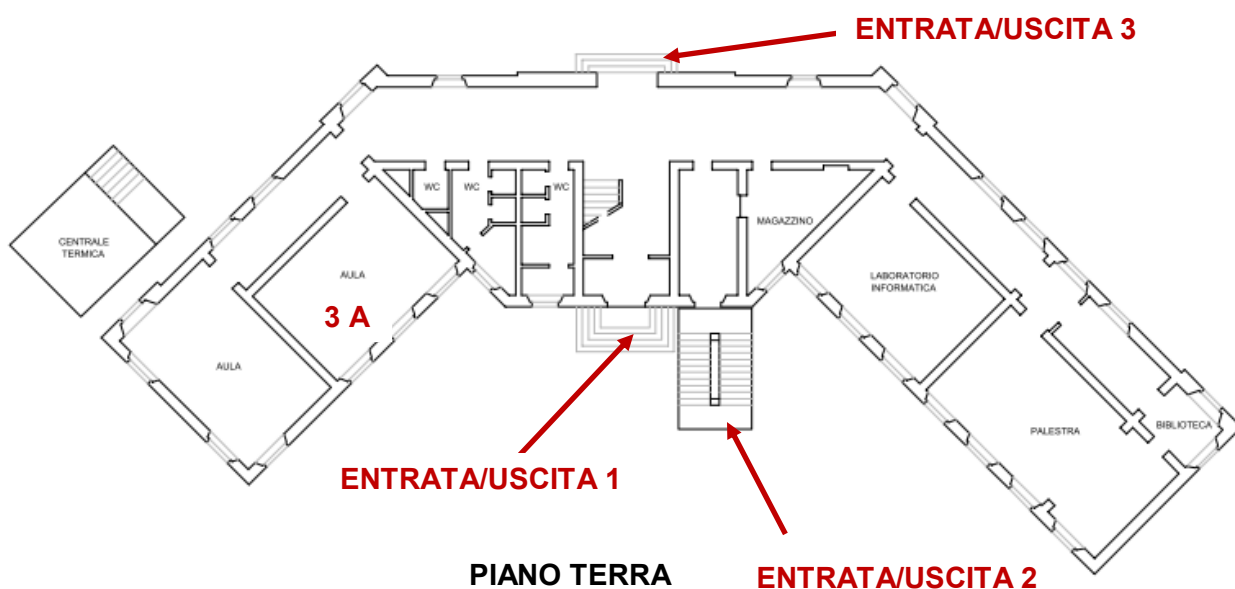 ENTRATA/USCITA 3
WC
WC
WC
MAGAZZINO
CENTRALE
TERMICA
AULA
3 A
LABORATORIO
INFORMATICA
AULA
PALESTRA
BIBLIOTECA
ENTRATA/USCITA 1
PIANO TERRA
ENTRATA/USCITA 2